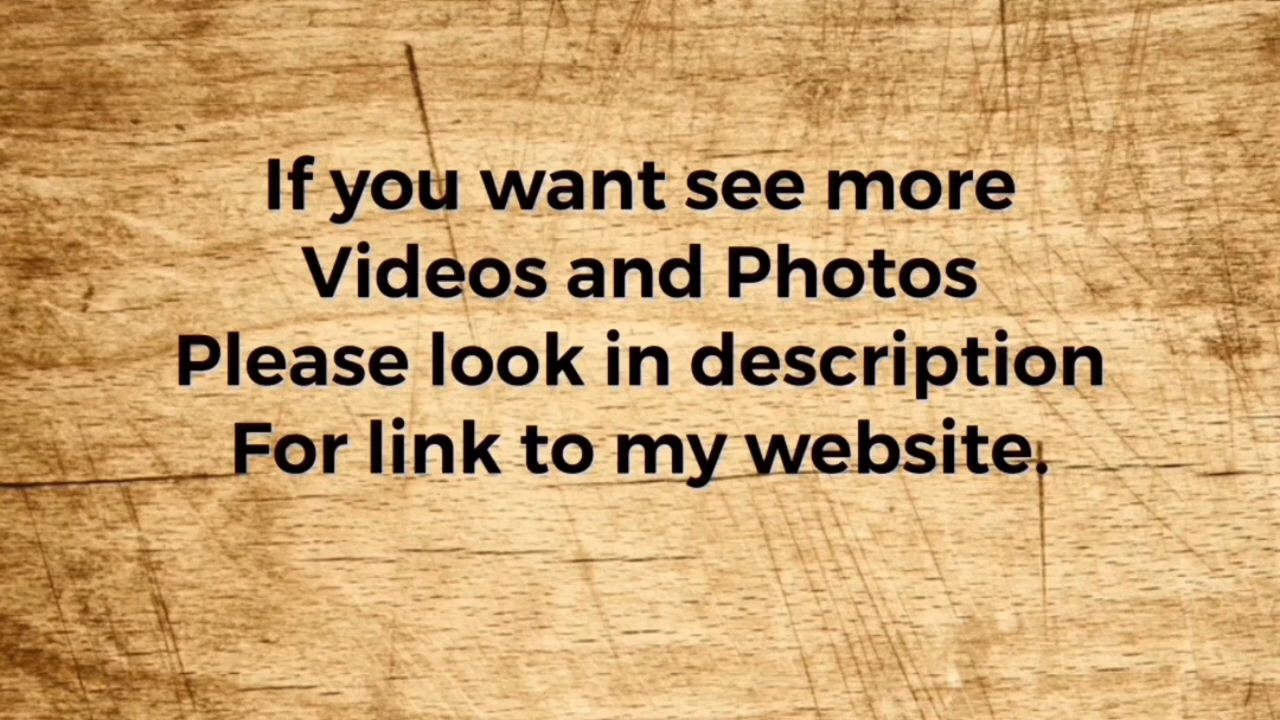 If you want see more
Videos and Photos
Please look in description
For link to my website.